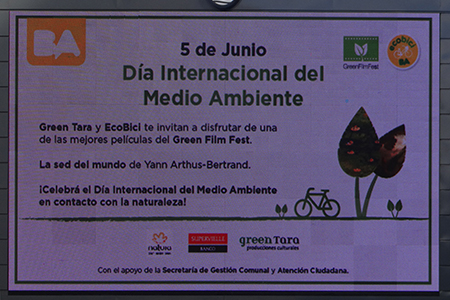 BA
5 de Junio
Día Internacional del
Medio Ambiente
GreenFilmFest
ecobici
BA
Green Tara y EcoBici te invitan a disfrutar de una
de las mejores películas del Green Film Fest.
La sed del mundo de Yann Arthus-Bertrand.
¡Celebrá el Día Internacional del Medio Ambiente
en contacto con la naturaleza!
natura
SUPERVIELLE
BANCO
greenTara
producciones culturales
Con el apoyo de la Secretaría de Gestión Comunal y Atención Ciudadana.